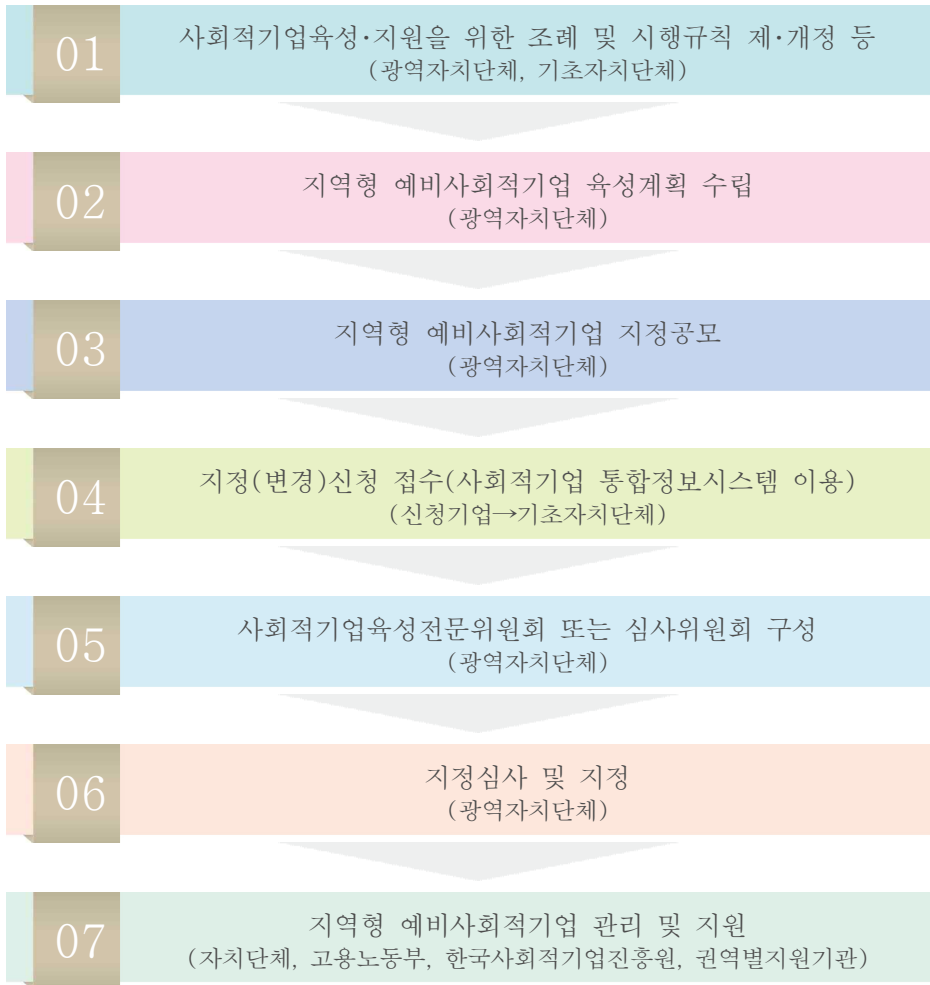 01
사회적기업육성·지원을 위한 조례 및 시행규칙 제·개정 등
(광역자치단체, 기초자치단체)
02
지역형 예비사회적기업 육성계획 수립
(광역자치단체)
03
지역형 예비사회적기업 지정공모
(광역자치단체)
04
지정(변경)신청 접수(사회적기업 통합정보시스템 이용)
(신청기업→기초자치단체)
05
사회적기업육성전문위원회 또는 심사위원회 구성
(광역자치단체)
06
지정심사 및 지정
(광역자치단체)
07
지역형 예비사회적기업 관리 및 지원
(자치단체, 고용노동부, 한국사회적기업진흥원, 권역별지원기관)